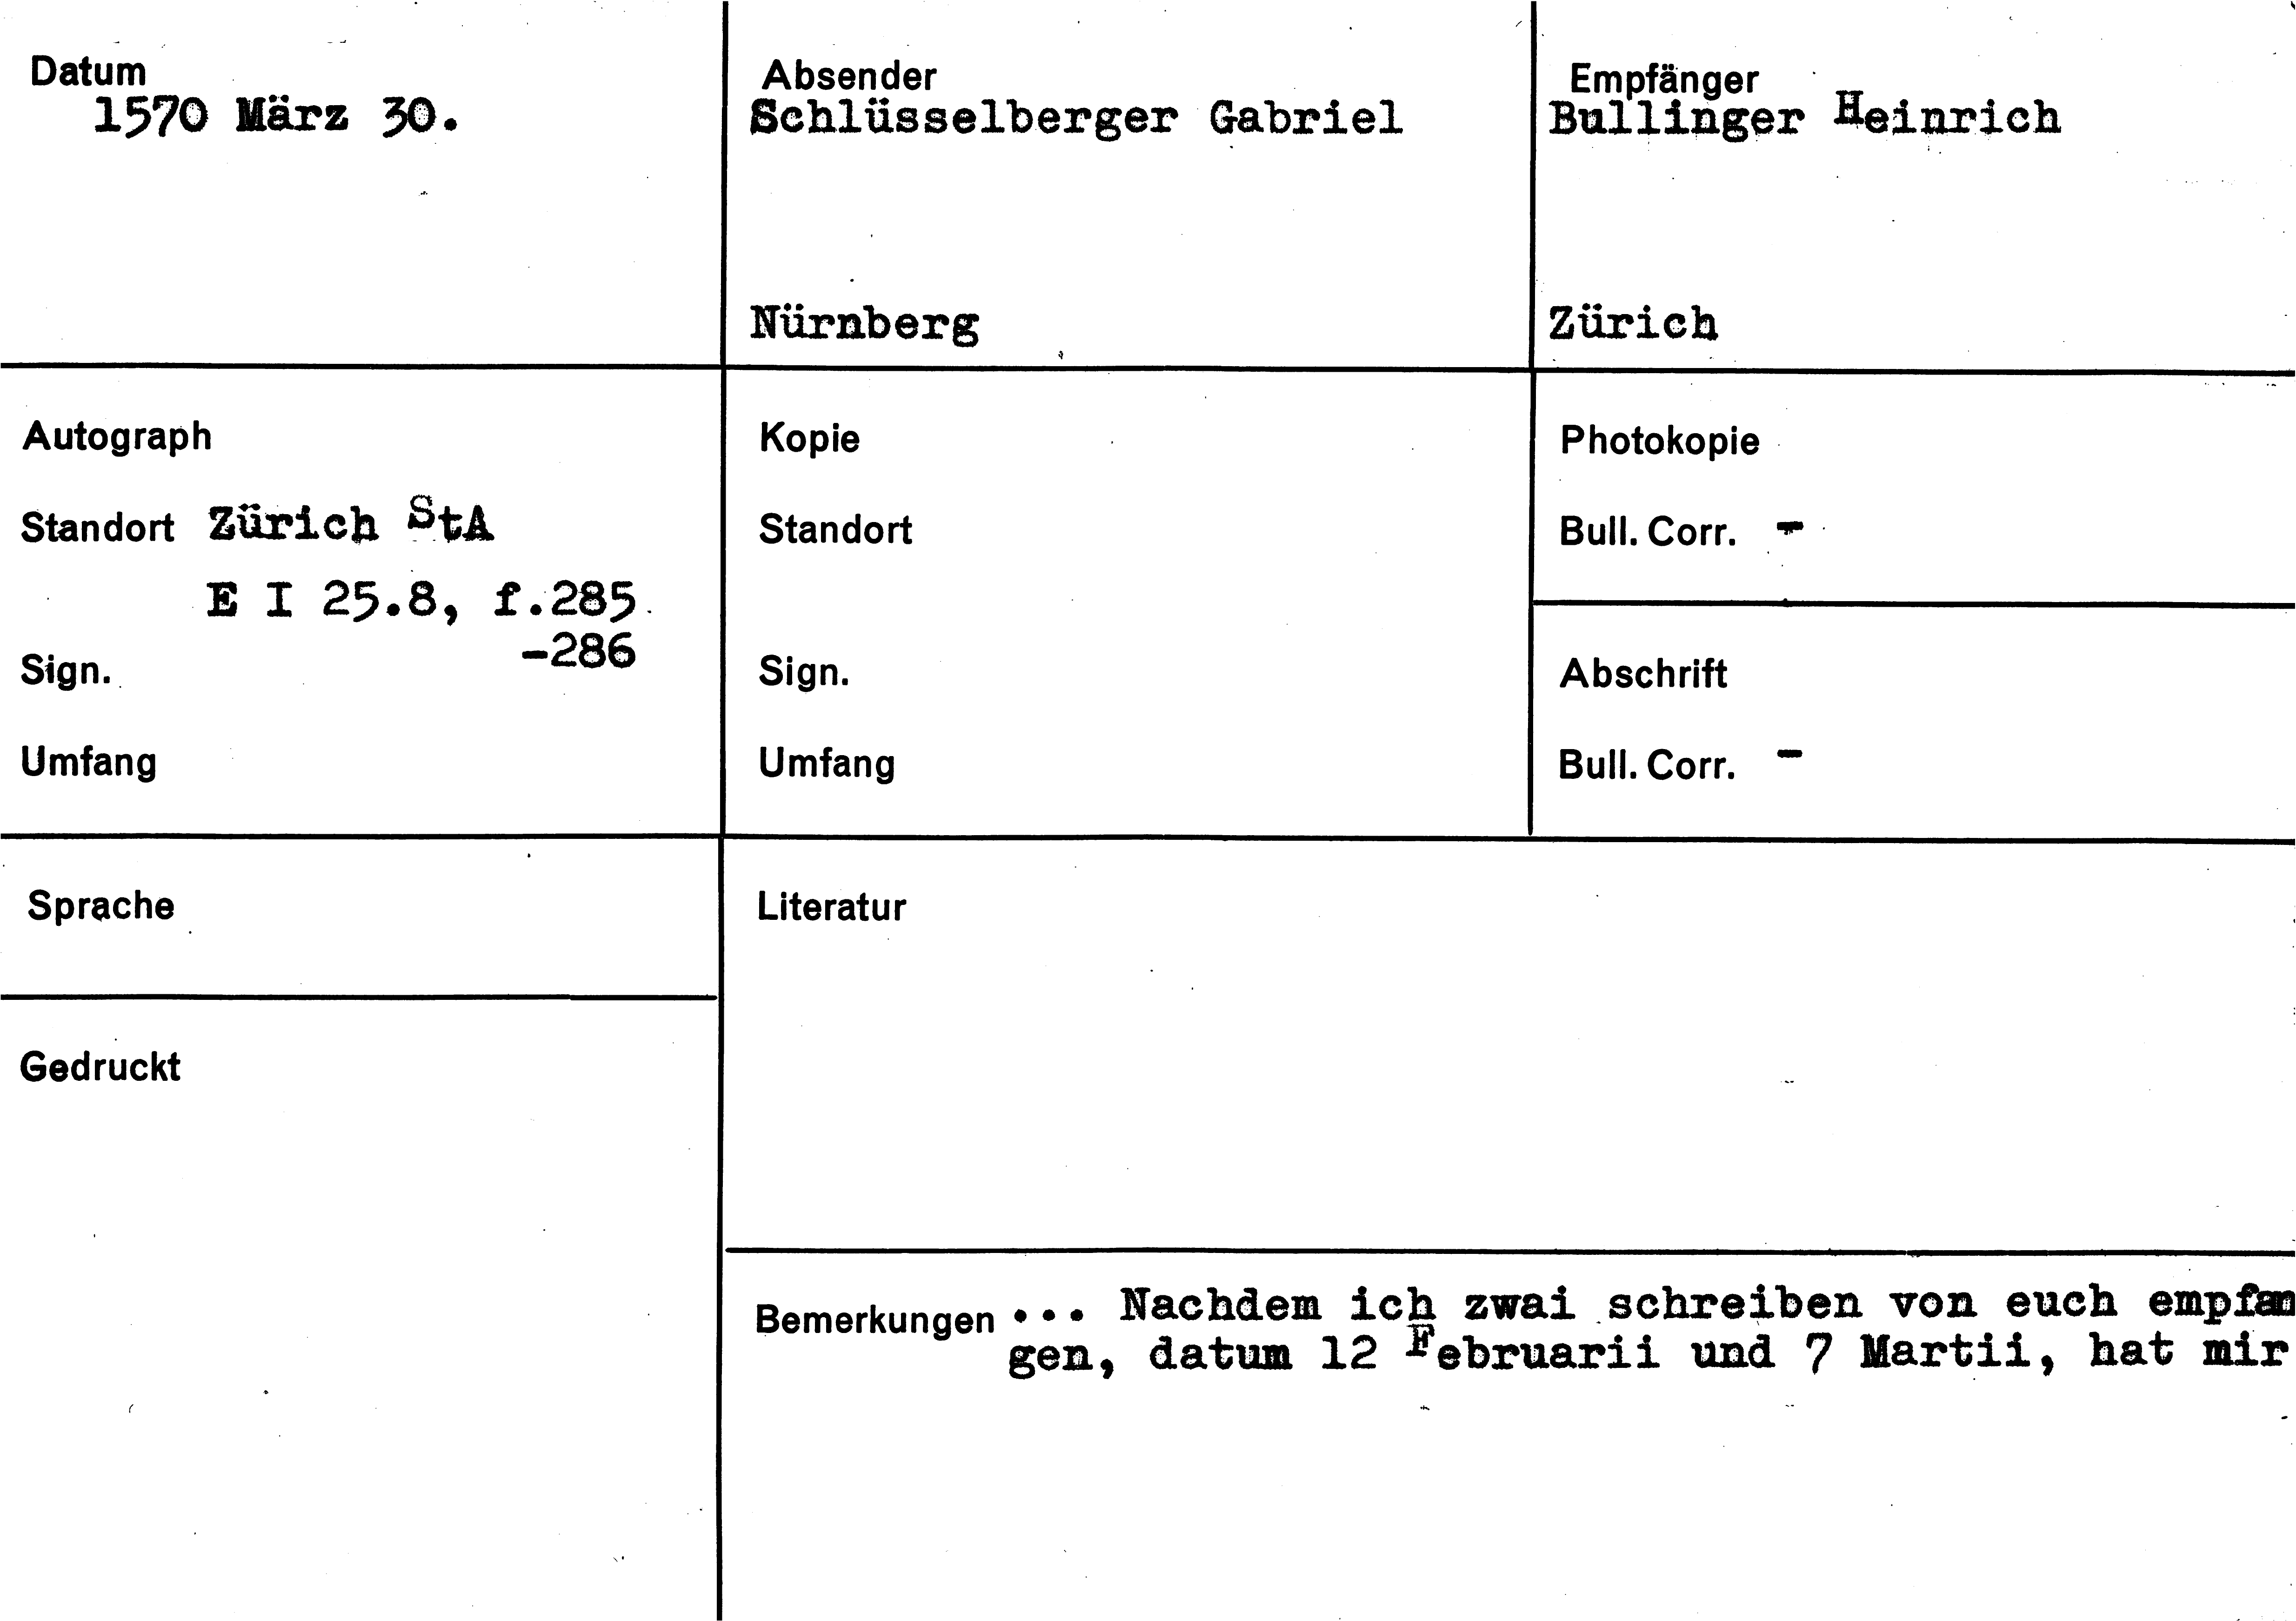 Datum
1570 März 30.
Absender
Schlüsselberger Gabriel
Nürnberg
Empfänger
Bullinger Heinrich
Zürich
Autograph
Standort Zürich StA
E I 25.8, f.285
-286
Sign.
Umfang
Kopie
Standort
Sign.
Umfang
Photokopie
Bull. Corr. -
Abschrift
Bull. Corr. -
Sprache
Gedruckt
Literatur
Bemerkungen ... Nachdem ich zwai schreiben von euch empfan
gen, datum 12 Februarii und 7 Martii, hat mir